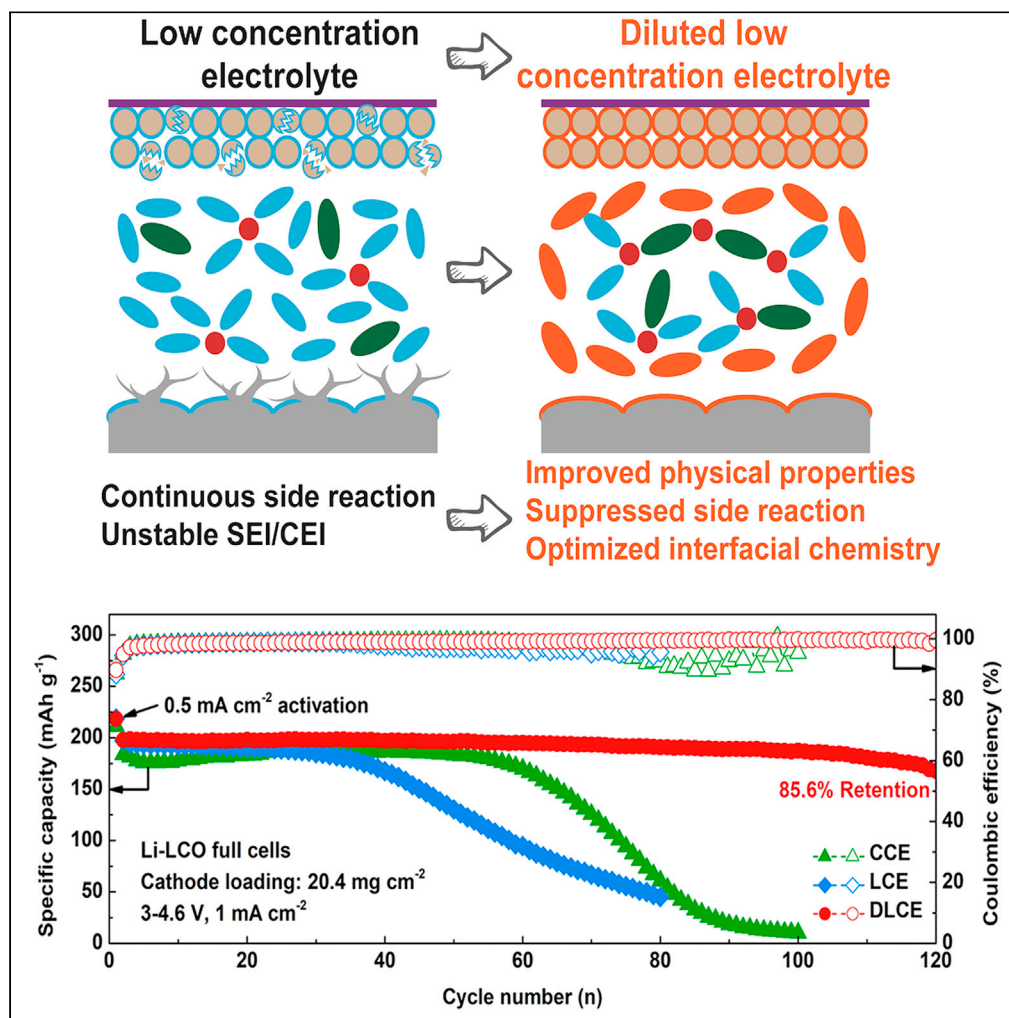 Low concentration
electrolyte
Diluted low
concentration electrolyte
Continuous side reaction
Unstable SEI/CEI
Improved physical properties
Suppressed side reaction
Optimized interfacial chemistry
Specific capacity (mAh g⁻¹)
300
250
200
150
100
50
0
0.5 mA cm⁻² activation
85.6% Retention
Li-LCO full cells
Cathode loading: 20.4 mg cm⁻²
3-4.6 V, 1 mA cm⁻²
CCE
LCE
DLCE
100
80
60
40
20
0
Coulombic efficiency (%)
0 20 40 60 80 100 120
Cycle number (n)